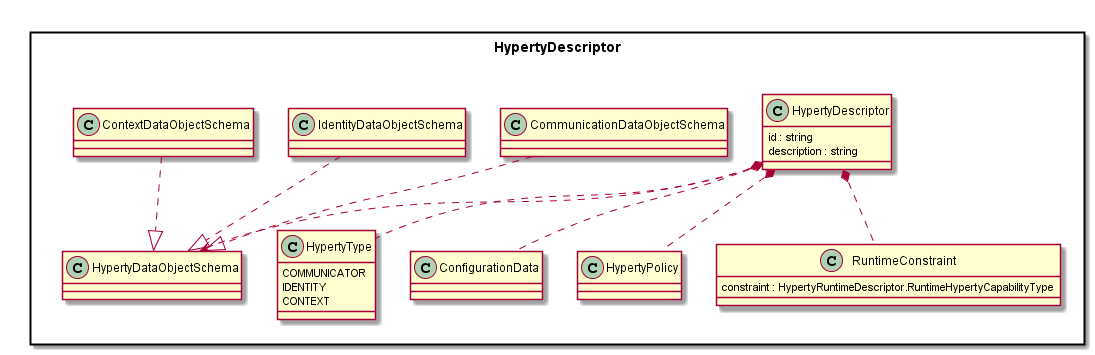 HypertyDescriptor
C ContextDataObjectSchema
C IdentityDataObjectSchema
C CommunicationDataObjectSchema
C HypertyDescriptor
id : string
description : string
C HypertyDataObjectSchema
C HypertyType
COMMUNICATOR
IDENTITY
CONTEXT
C ConfigurationData
C HypertyPolicy
C RuntimeConstraint
constraint : HypertyRuntimeDescriptor.RuntimeHypertyCapabilityType